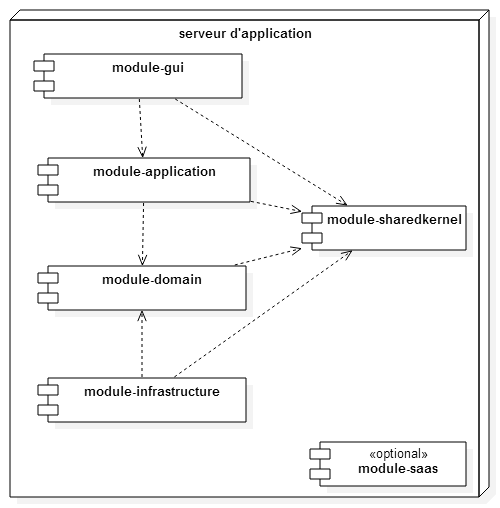 serveur d'application
module-gui
module-application
module-sharedkernel
module-domain
module-infrastructure
«optional»
module-saas